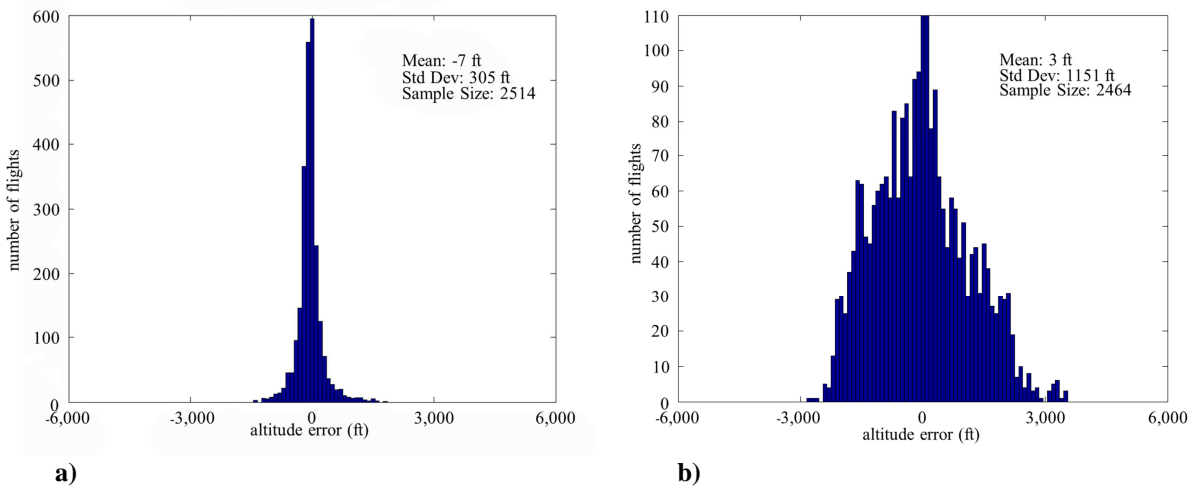 600
500
400
300
200
100
0
number of flights
Mean: -7 ft
Std Dev: 305 ft
Sample Size: 2514
-6,000 -3,000 0 3,000 6,000
altitude error (ft)
a)
110
100
90
80
70
60
50
40
30
20
10
0
number of flights
Mean: 3 ft
Std Dev: 1151 ft
Sample Size: 2464
-6,000 -3,000 0 3,000 6,000
altitude error (ft)
b)